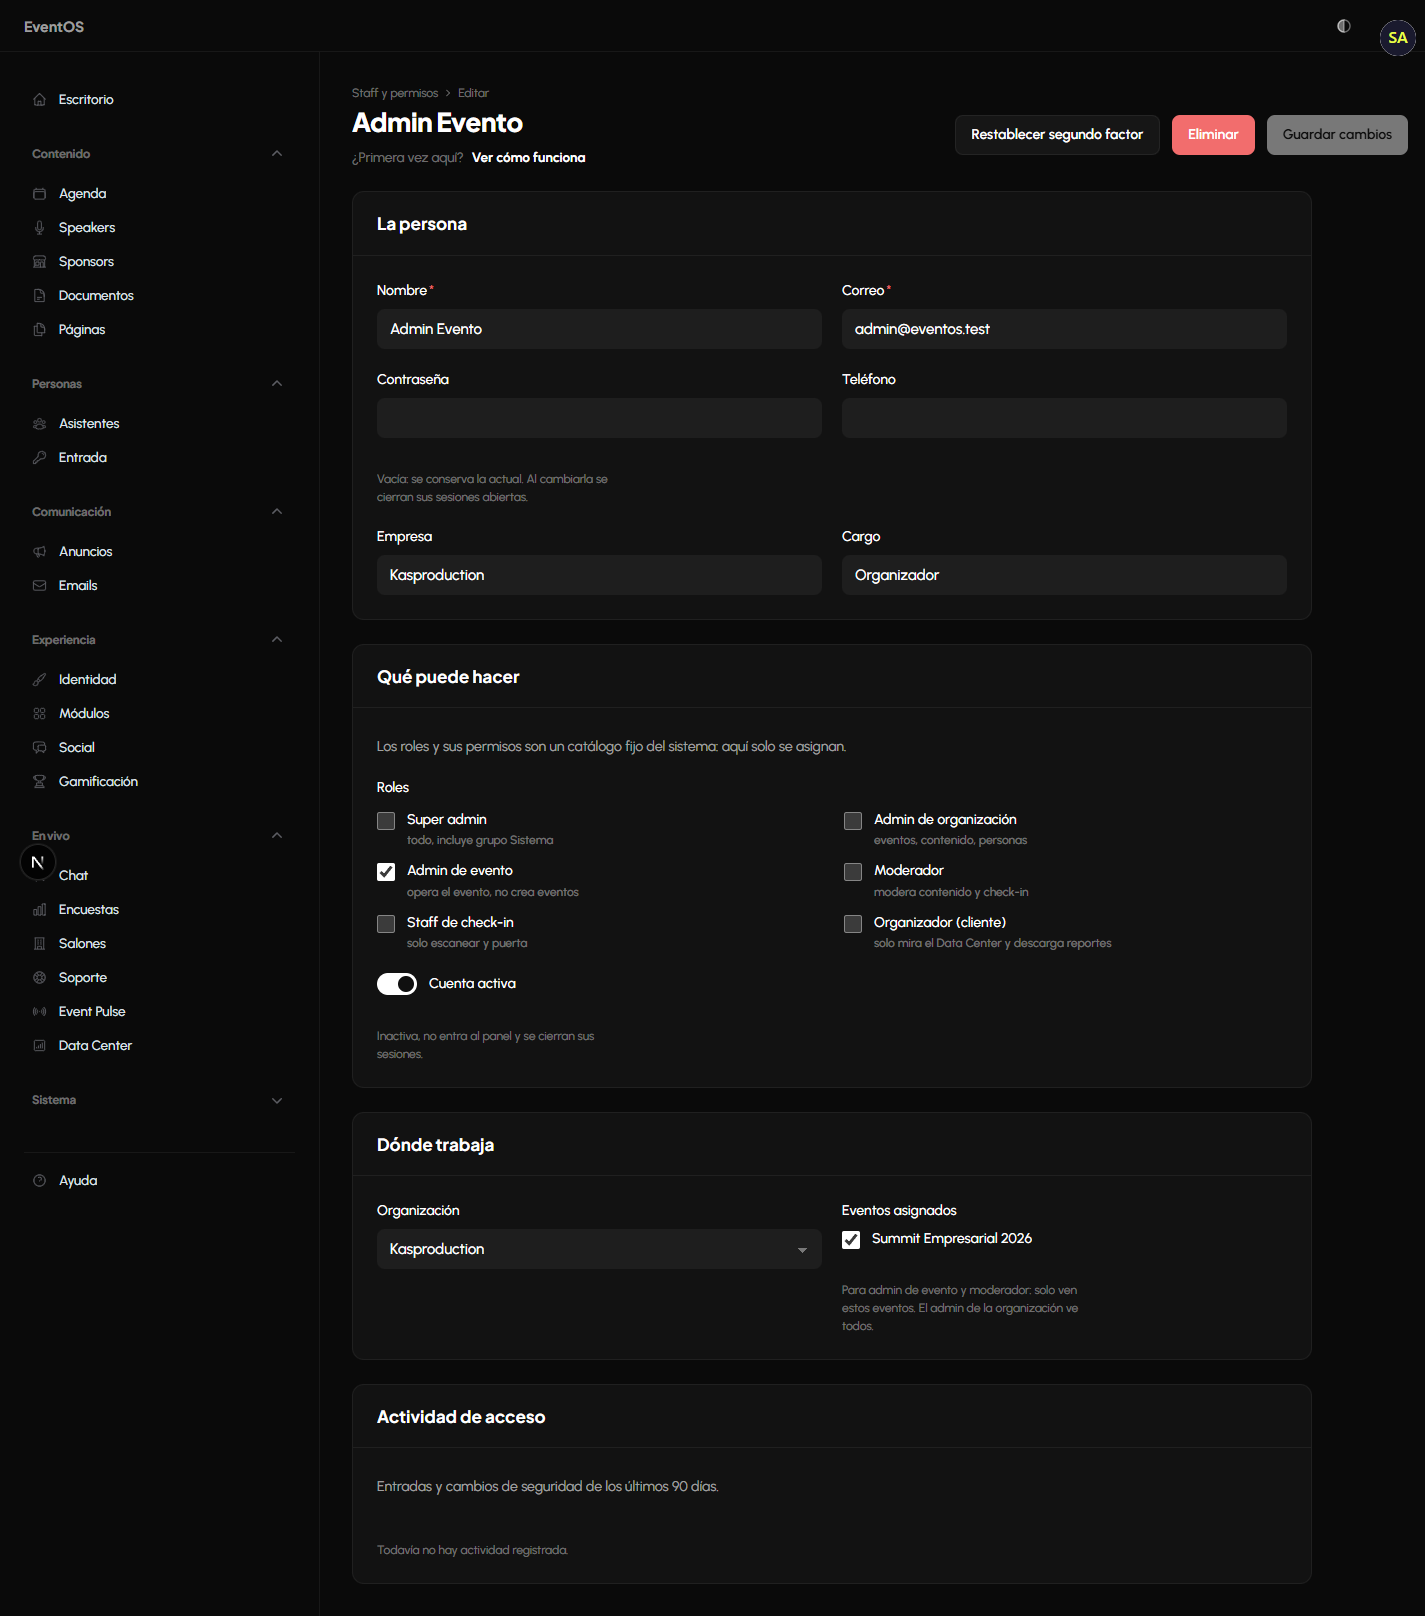 EventOS
SA
Escritorio
Contenido
Agenda
Speakers
Sponsors
Documentos
Páginas
Personas
Asistentes
Entrada
Comunicación
Anuncios
Emails
Experiencia
Identidad
Módulos
Social
Gamificación
En vivo
N
Chat
Encuestas
Salones
Soporte
Event Pulse
Data Center
Sistema
Ayuda
Staff y permisos > Editar
Admin Evento
¿Primera vez aquí? Ver cómo funciona
Restablecer segundo factor
Eliminar
Guardar cambios
La persona
Nombre*
Admin Evento
Correo*
admin@eventos.test
Contraseña
Teléfono
Vacía: se conserva la actual. Al cambiarla se
cierran sus sesiones abiertas.
Empresa
Kasproduction
Cargo
Organizador
Qué puede hacer
Los roles y sus permisos son un catálogo fijo del sistema: aquí solo se asignan.
Roles
Super admin
todo, incluye grupo Sistema
Admin de organización
eventos, contenido, personas
Admin de evento
opera el evento, no crea eventos
Moderador
modera contenido y check-in
Staff de check-in
solo escanear y puerta
Organizador (cliente)
solo mira el Data Center y descarga reportes
Cuenta activa
Inactiva, no entra al panel y se cierran sus
sesiones.
Dónde trabaja
Organización
Kasproduction
Eventos asignados
Summit Empresarial 2026
Para admin de evento y moderador: solo ven
estos eventos. El admin de la organización ve
todos.
Actividad de acceso
Entradas y cambios de seguridad de los últimos 90 días.
Todavía no hay actividad registrada.